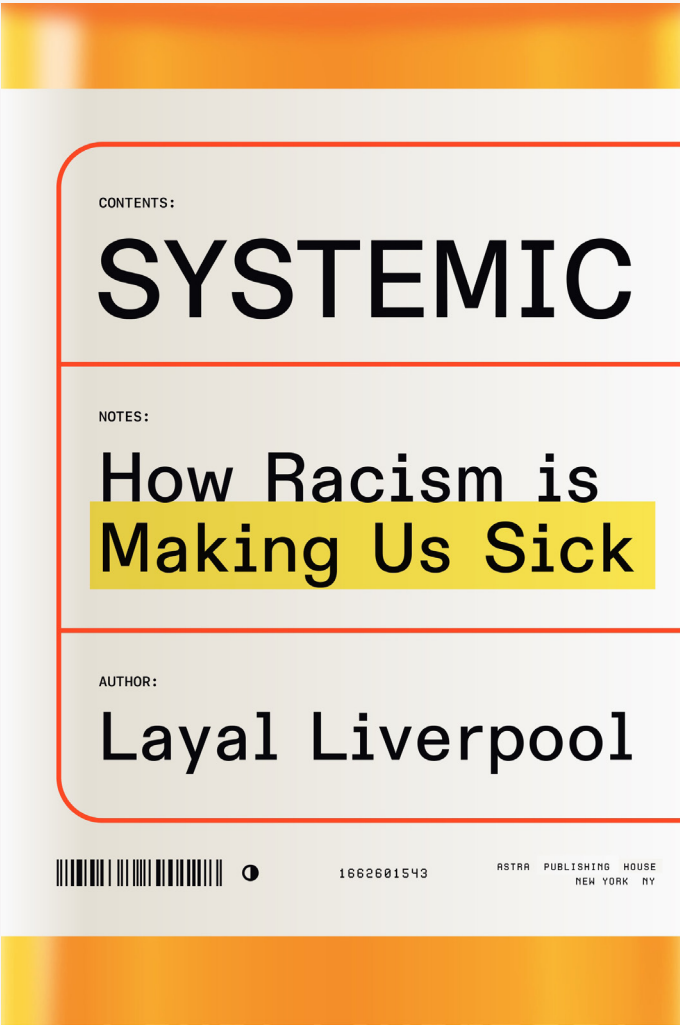 CONTENTS:
SYSTEMIC
NOTES:
How Racism is
Making Us Sick
AUTHOR:
Layal Liverpool
1662601543
ASTRA PUBLISHING HOUSE
NEW YORK NY